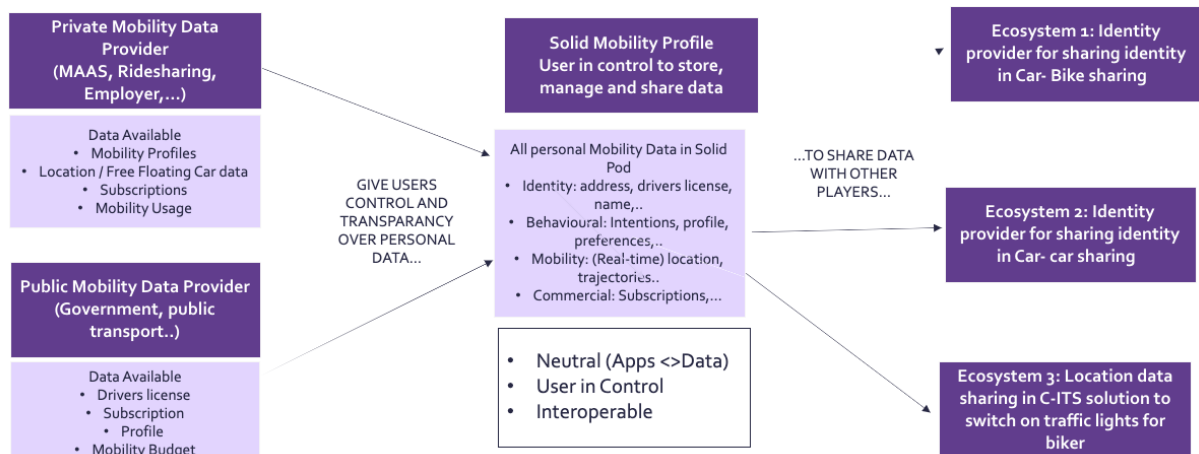 Private Mobility Data
Provider
(MAAS, Ridesharing,
Employer,...)
Data Available
• Mobility Profiles
• Location / Free Floating Car data
• Subscriptions
• Mobility Usage
Public Mobility Data Provider
(Government, public
transport..)
Data Available
• Drivers license
• Subscription
• Profile
• Mobility Budget
GIVE USERS
CONTROL AND
TRANSPARANCY
OVER PERSONAL
DATA...
Solid Mobility Profile
User in control to store,
manage and share data
All personal Mobility Data in Solid
Pod
• Identity: address, drivers license,
name,..
• Behavioural: Intentions, profile,
preferences,..
• Mobility: (Real-time) location,
trajectories..
• Commercial: Subscriptions,...
• Neutral (Apps <>Data)
• User in Control
• Interoperable
...TO SHARE DATA
WITH OTHER
PLAYERS...
Ecosystem 1: Identity
provider for sharing identity
in Car- Bike sharing
Ecosystem 2: Identity
provider for sharing identity
in Car- car sharing
Ecosystem 3: Location data
sharing in C-ITS solution to
switch on traffic lights for
biker